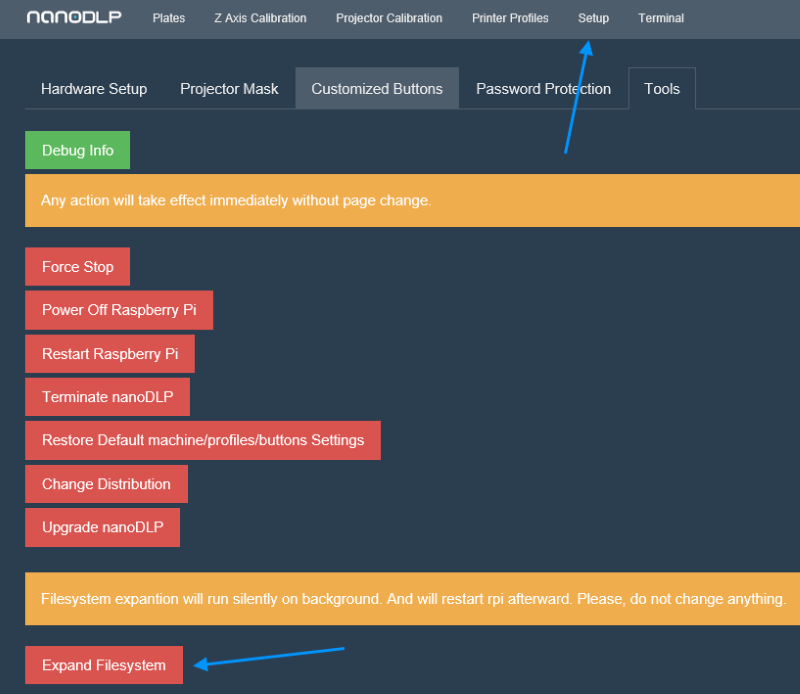 nanoDLP Plates Z Axis Calibration Projector Calibration Printer Profiles Setup Terminal
Hardware Setup Projector Mask Customized Buttons Password Protection Tools
Debug Info
Any action will take effect immediately without page change.
Force Stop
Power Off Raspberry Pi
Restart Raspberry Pi
Terminate nanoDLP
Restore Default machine/profiles/buttons Settings
Change Distribution
Upgrade nanoDLP
Filesystem expantion will run silently on background. And will restart rpi afterward. Please, do not change anything.
Expand Filesystem